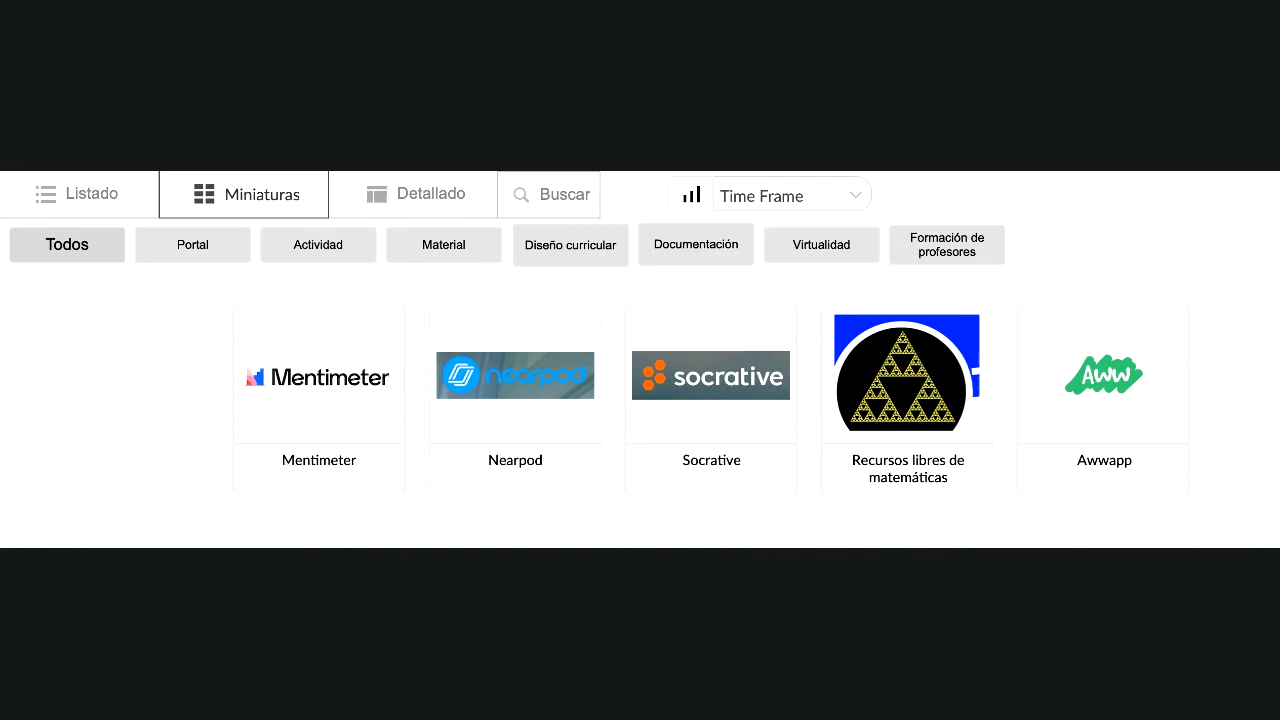 Listado
Miniaturas
Detallado
Buscar
Time Frame
Todos
Portal
Actividad
Material
Diseño curricular
Documentación
Virtualidad
Formación de
profesores
Mentimeter
nearpod
socrative
Aww
Mentimeter
Nearpod
Socrative
Recursos libres de
matemáticas
Awwapp